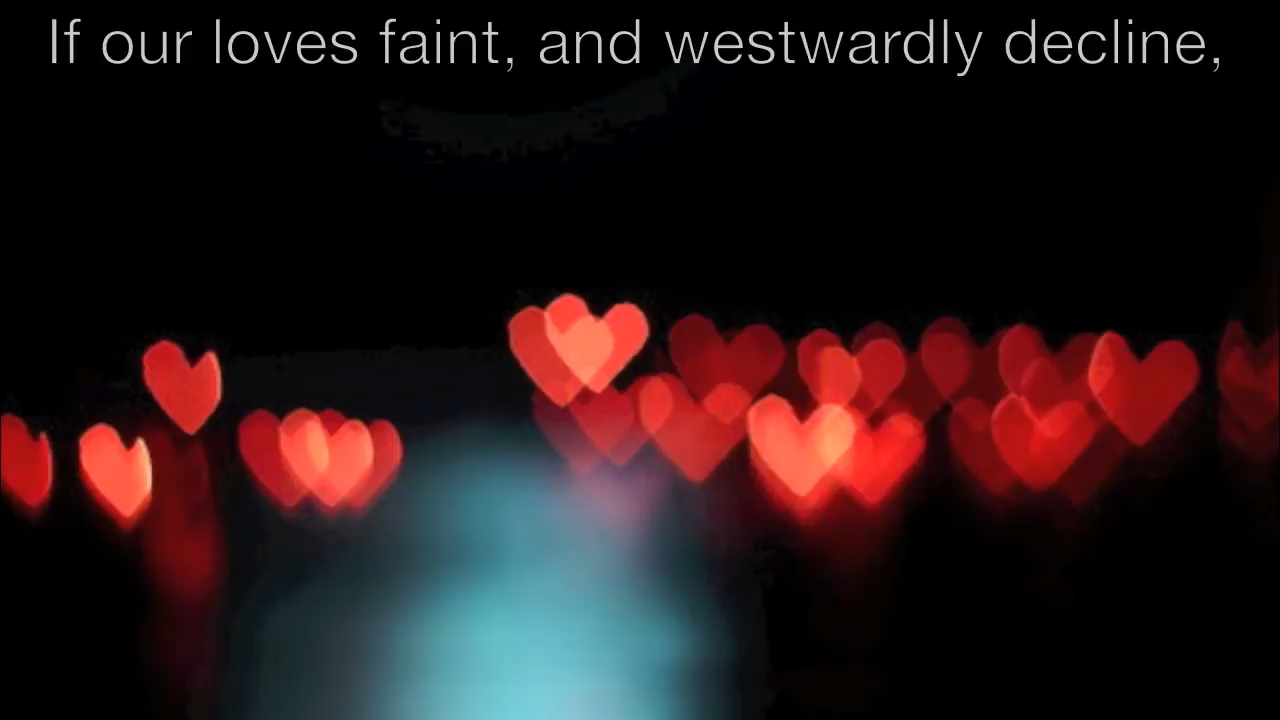 If our loves faint, and westwardly decline,